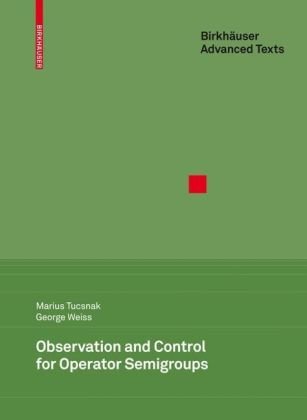 BIRKHÄUSER
Birkhäuser
Advanced Texts
Marius Tucsnak
George Weiss
Observation and Control
for Operator Semigroups